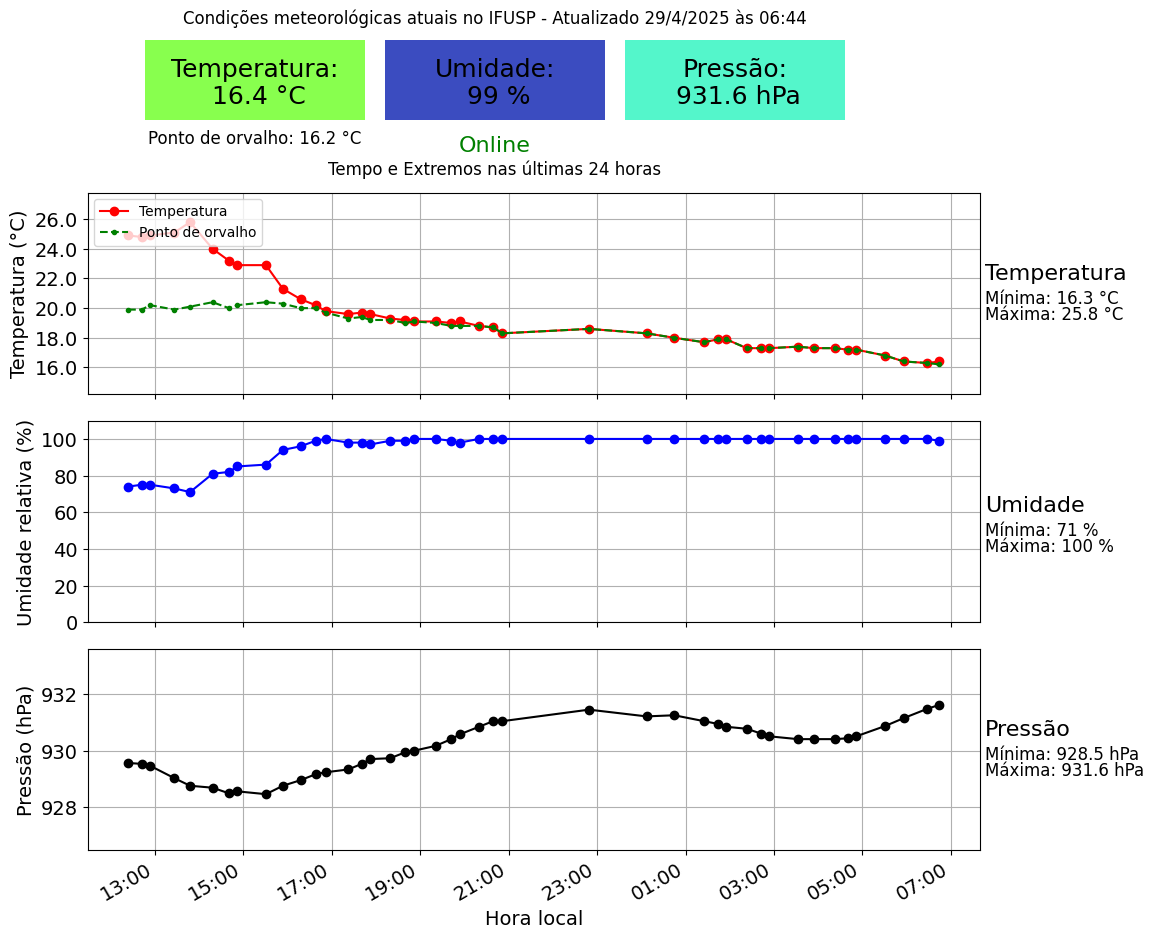 Condições meteorológicas atuais no IFUSP - Atualizado 29/4/2025 às 06:44
Temperatura:
16.4 °C
Umidade:
99 %
Pressão:
931.6 hPa
Ponto de orvalho: 16.2 °C
Online
Tempo e Extremos nas últimas 24 horas
Temperatura (°C)
26.0
24.0
22.0
20.0
18.0
16.0
Temperatura
Ponto de orvalho
Temperatura
Mínima: 16.3 °C
Máxima: 25.8 °C
Umidade relativa (%)
100
80
60
40
20
0
Umidade
Mínima: 71 %
Máxima: 100 %
Pressão (hPa)
932
930
928
Pressão
Mínima: 928.5 hPa
Máxima: 931.6 hPa
13:00
15:00
17:00
19:00
21:00
23:00
01:00
03:00
05:00
07:00
Hora local